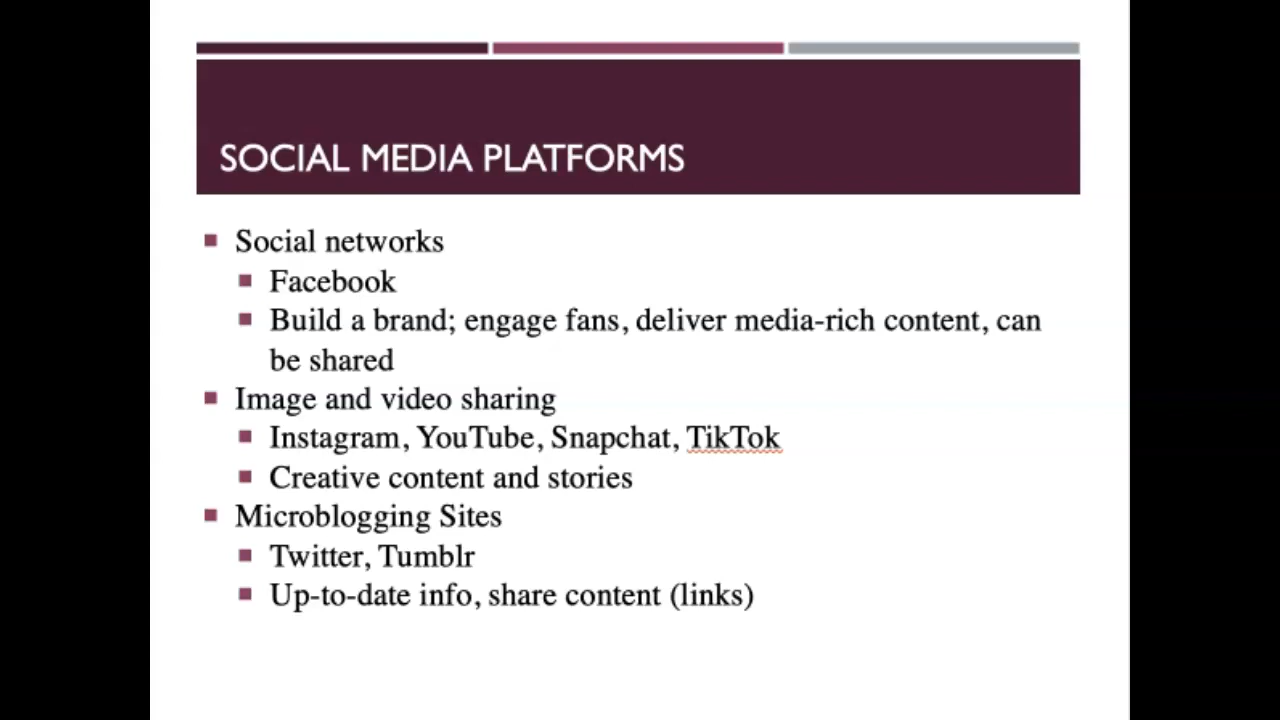 SOCIAL MEDIA PLATFORMS
Social networks
Facebook
Build a brand; engage fans, deliver media-rich content, can
be shared
Image and video sharing
Instagram, YouTube, Snapchat, TikTok
Creative content and stories
Microblogging Sites
Twitter, Tumblr
Up-to-date info, share content (links)